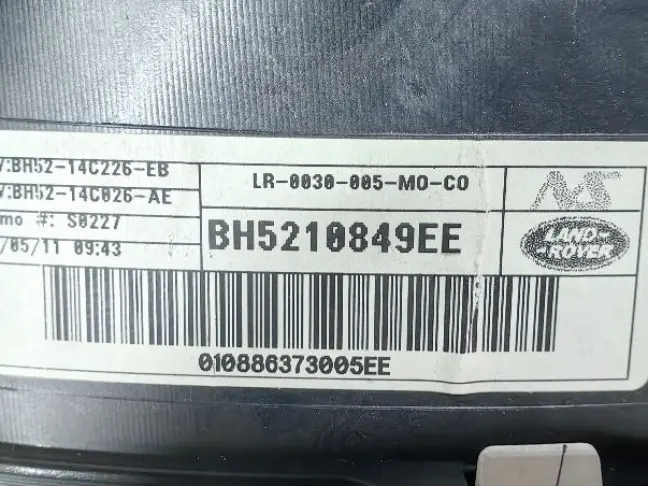 V:BH52-14C226-EB
V:BH52-14C026-AE
mo #: S0227
/05/11 09:43
LR-0030-005-MO-CO
BH5210849EE
LAND-
-ROVER
010886373005EE